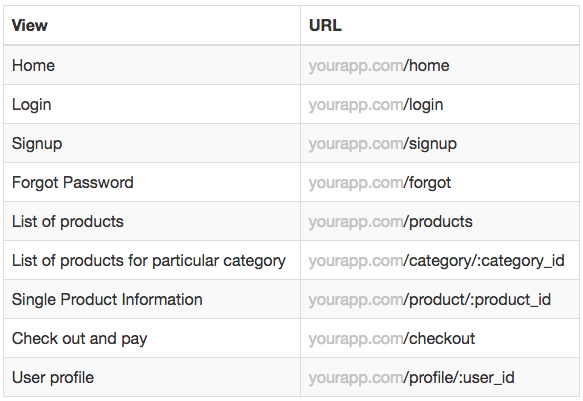 View URL
Home yourapp.com/home
Login yourapp.com/login
Signup yourapp.com/signup
Forgot Password yourapp.com/forgot
List of products yourapp.com/products
List of products for particular category yourapp.com/category/:category_id
Single Product Information yourapp.com/product/:product_id
Check out and pay yourapp.com/checkout
User profile yourapp.com/profile/:user_id